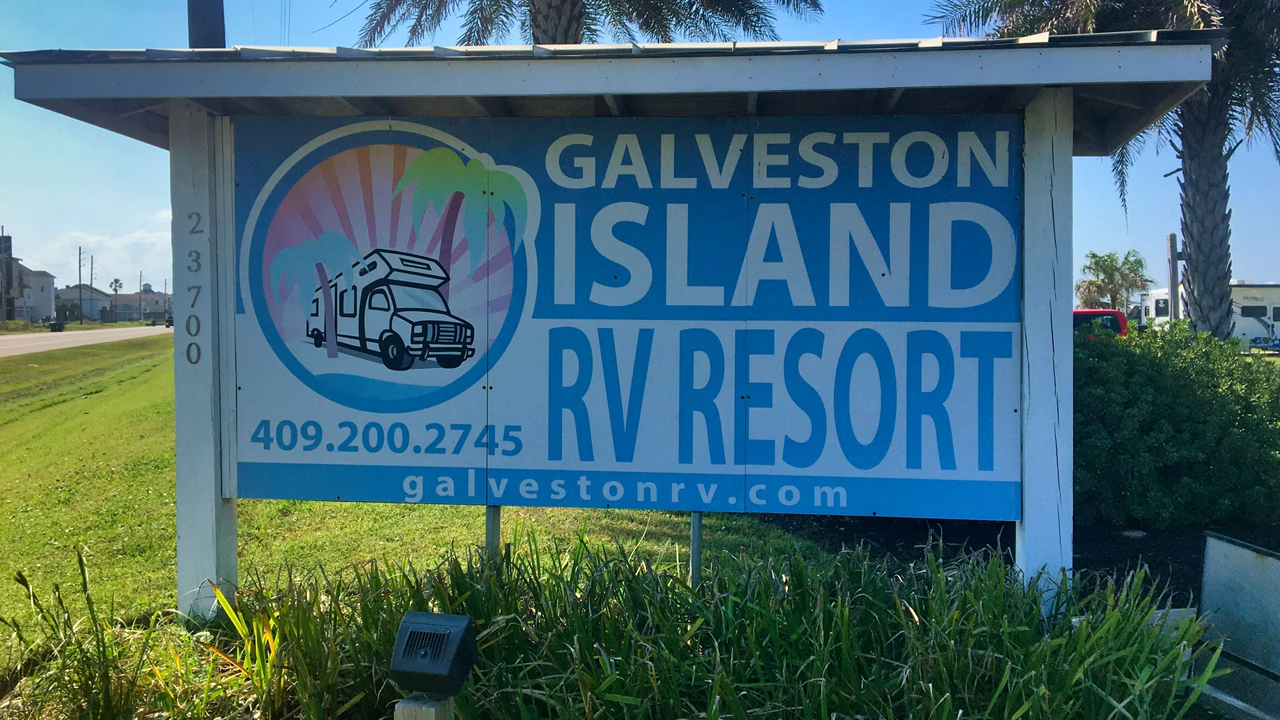 23700
GALVESTON
ISLAND
RV RESORT
409.200.2745
galvestonrv.com